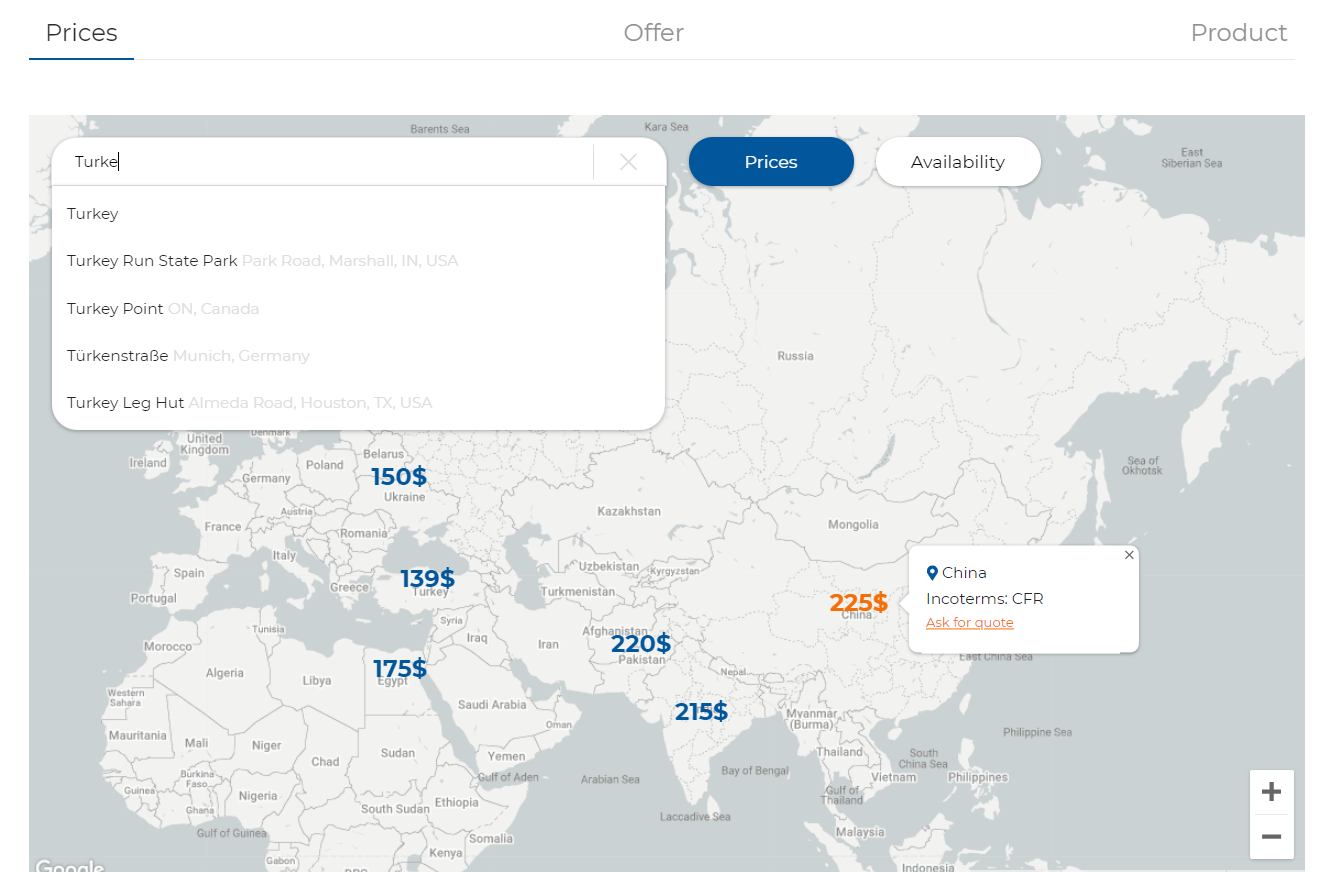 Prices
Offer
Product
Barents Sea
Kara Sea
East
Siberian Sea
Turke
Prices
Availability
Turkey
Turkey Run State Park Park Road, Marshall, IN, USA
Turkey Point ON, Canada
Türkenstraße Munich, Germany
Turkey Leg Hut Almeda Road, Houston, TX, USA
Russia
Denmark
United
Kingdom
Ireland
Belarus
Poland
Germany
150$
Ukraine
Sea of
Okhotsk
Austria
France
Romania
Kazakhstan
Mongolia
Italy
Spain
Greece
139$
Turkey
Portugal
Uzbekistan
Kyrgyzstan
Turkmenistan
225$
China
China
Incoterms: CFR
Ask for quote
East China Sea
Syria
Tunisia
Morocco
Iraq
Iran
Afghanistan
220$
Pakistan
Nepal
Algeria
Libya
175$
Egypt
Western
Sahara
Saudi Arabia
215$
Oman
Myanmar
(Burma)
Mauritania
Mali
Niger
Chad
Sudan
Yemen
Gulf of Aden
Arabian Sea
Bay of Bengal
Thailand
Vietnam
South
China Sea
Philippines
Philippine Sea
Burkina
Faso
Guinea
Ghana
Nigeria
South Sudan
Ethiopia
Gulf of
Thailand
Laccadive Sea
Gulf of Guinea
Somalia
Malaysia
Gabon
Kenya
DRC
Indonesia
Google